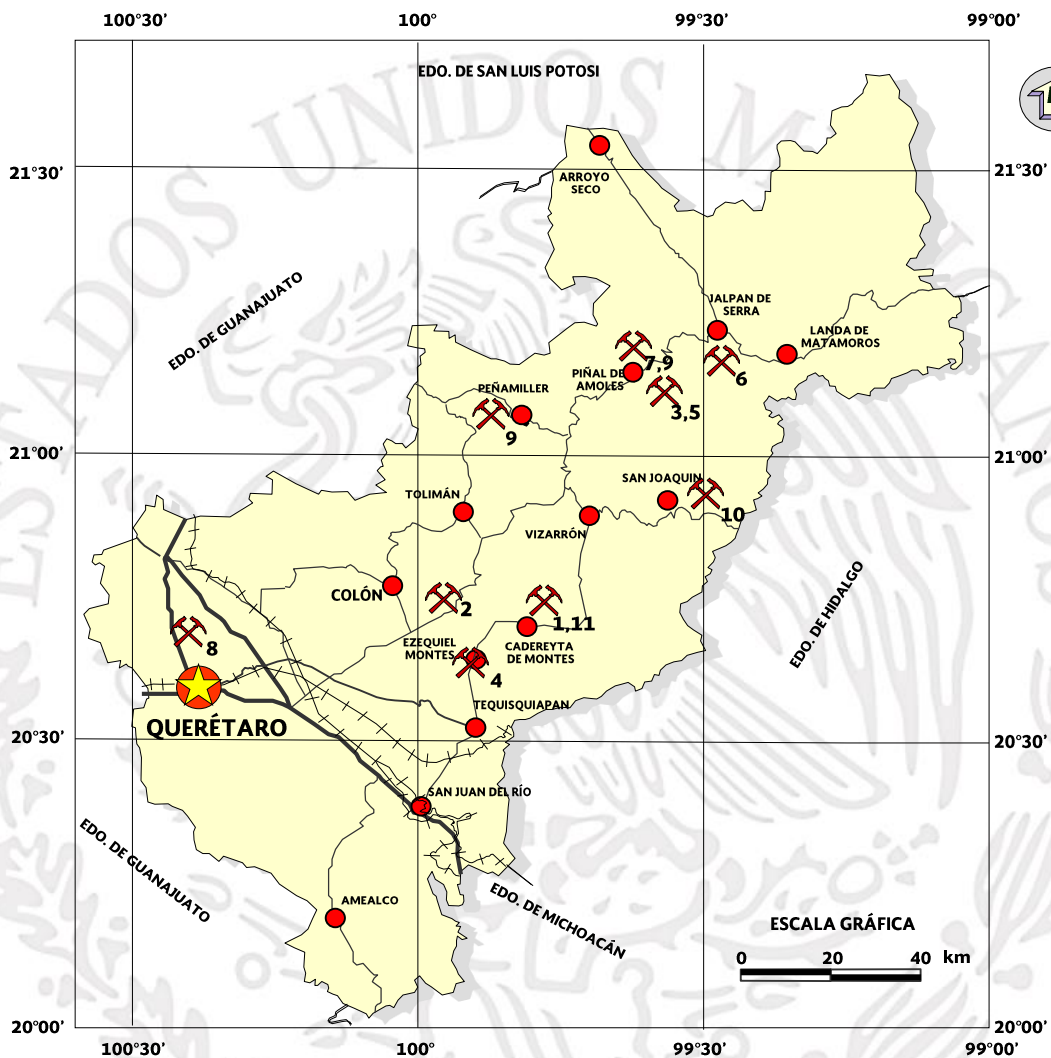 100°30’
100°
99°30’
99°00’
EDO. DE SAN LUIS POTOSI
UNIDOS
ESTADOS
21°30’
21°30’
ARROYO
SECO
EDO. DE GUANAJUATO
JALPAN DE
SERRA
LANDA DE
MATAMOROS
7,9
PIÑAL DE
AMOLES
6
PEÑAMILLER
3,5
9
21°00’
21°00’
SAN JOAQUIN
TOLIMÁN
10
VIZARRÓN
EDO. DE HIDALGO
COLÓN
2
1,11
8
EZEQUIEL
MONTES
CADEREYTA
DE MONTES
4
TEQUISQUIAPAN
QUERÉTARO
20°30’
20°30’
SAN JUAN DEL RÍO
EDO. DE GUANAJUATO
AMEALCO
EDO. DE MICHOACÁN
ESCALA GRÁFICA
0 20 40 km
20°00’
20°00’
100°30’
100°
99°30’
99°00’